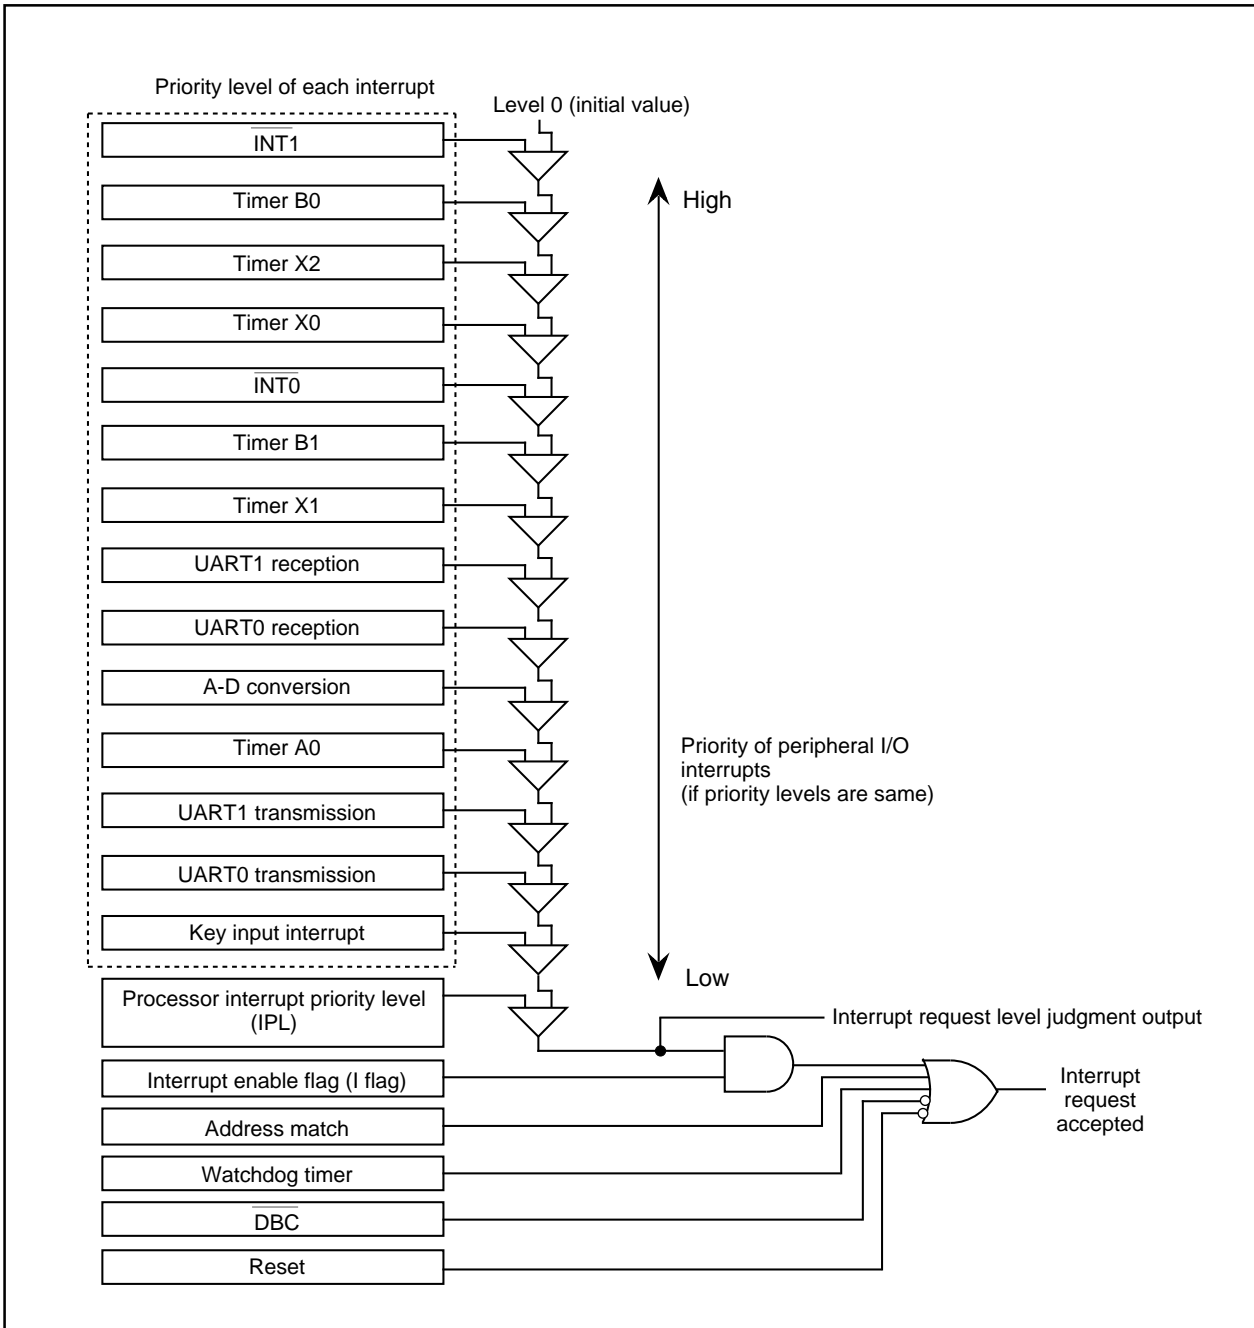 Priority level of each interrupt
Level 0 (initial value)
INT1
Timer B0
High
Timer X2
Timer X0
INT0
Timer B1
Timer X1
UART1 reception
UART0 reception
A-D conversion
Timer A0
Priority of peripheral I/O
interrupts
(if priority levels are same)
UART1 transmission
UART0 transmission
Key input interrupt
Low
Processor interrupt priority level
(IPL)
Interrupt request level judgment output
Interrupt enable flag (I flag)
Interrupt
request
accepted
Address match
Watchdog timer
DBC
Reset